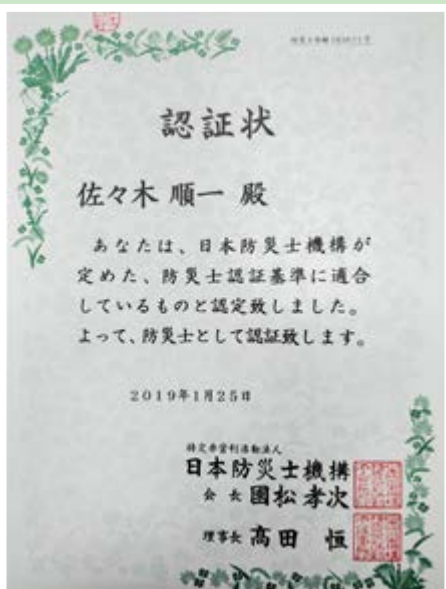 認証状
佐々木 順一 殿
あなたは、日本防災士機構が
定めた、防災士認証基準に適合
しているものと認定致しました。
よって、防災士として認証致します。
2019年1月25日
特定非営利活動法人
日本防災士機構
会長 國松孝次
理事長 髙田 恒